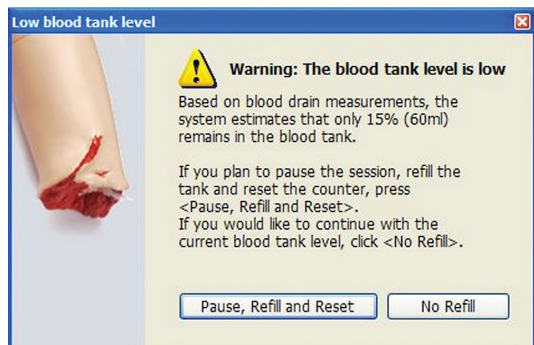 Low blood tank level
Warning: The blood tank level is low
Based on blood drain measurements, the
system estimates that only 15% (60ml)
remains in the blood tank.
If you plan to pause the session, refill the
tank and reset the counter, press
<Pause, Refill and Reset>.
If you would like to continue with the
current blood tank level, click <No Refill>.
Pause, Refill and Reset
No Refill